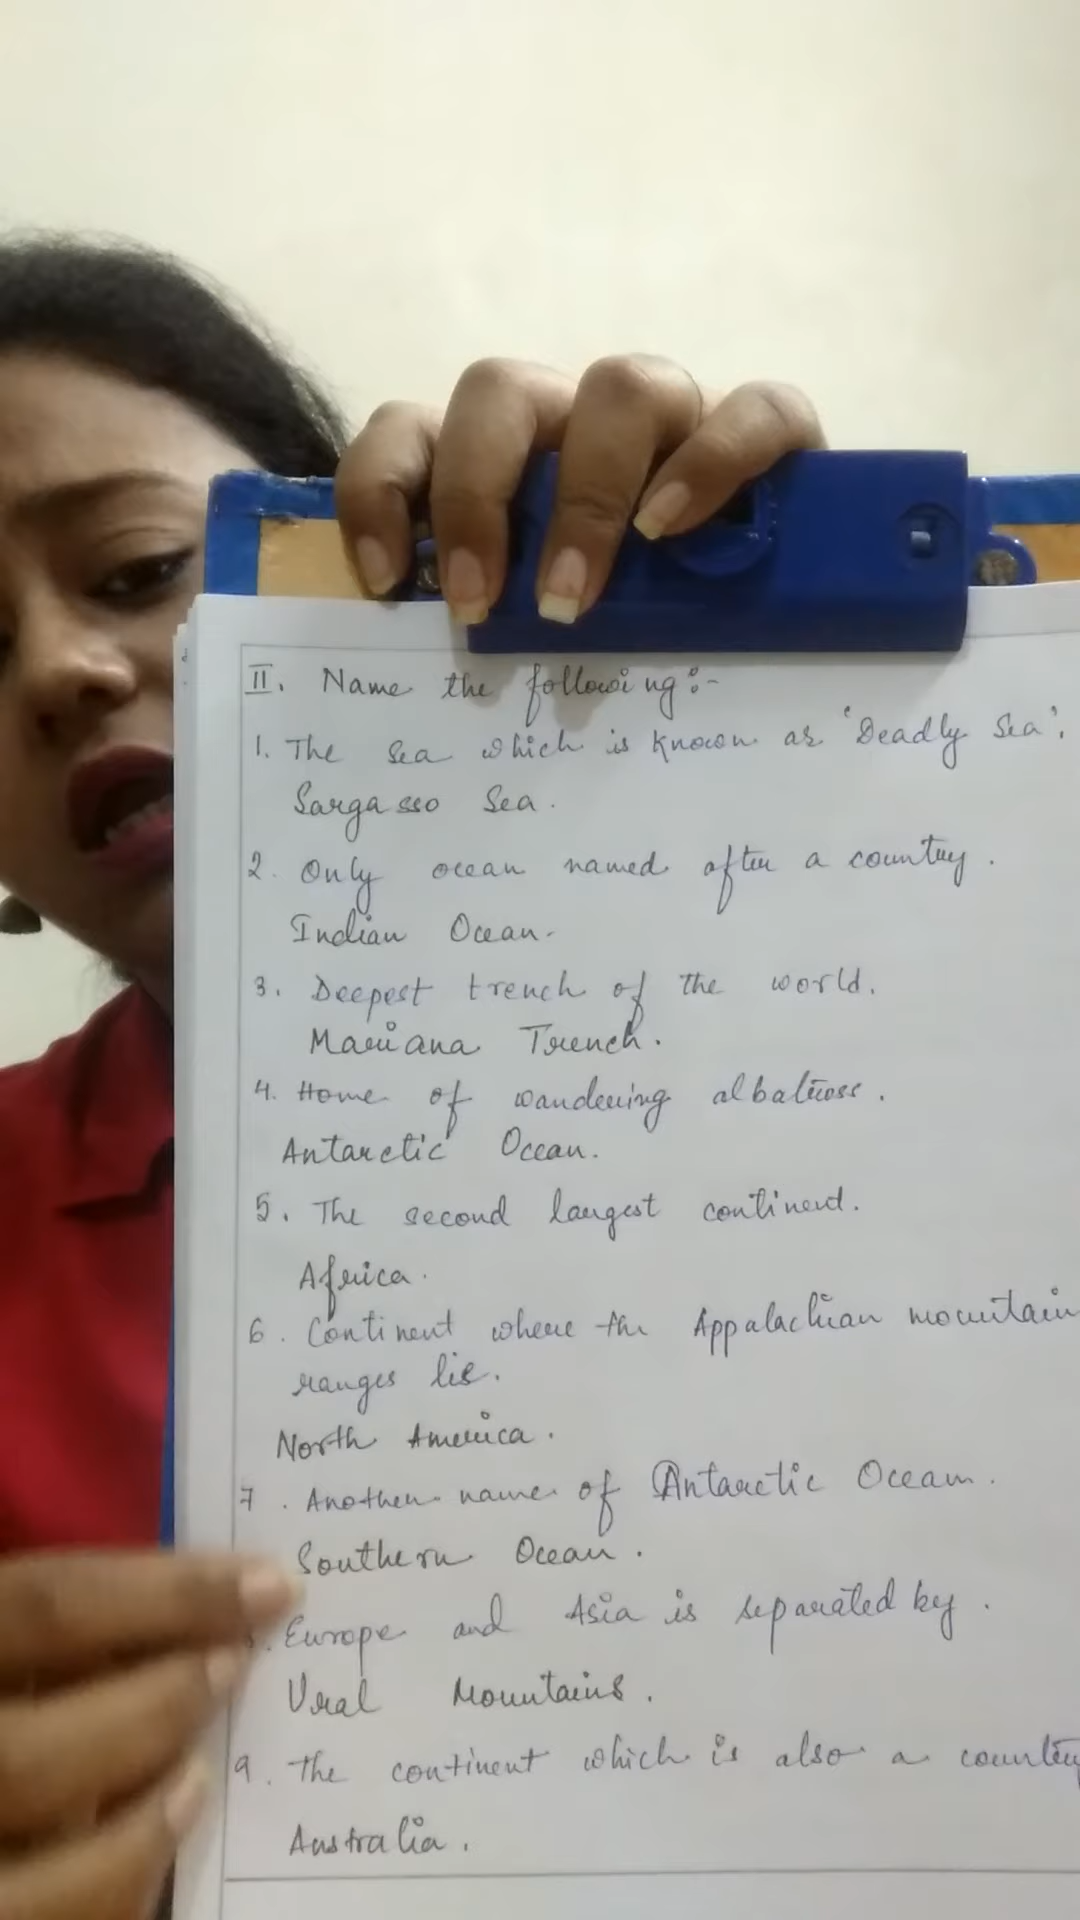 II. Name the following:-
1. The Sea which is known as 'Deadly Sea'.
Sargasso Sea.
2. Only ocean named after a country.
Indian Ocean.
3. Deepest trench of the world.
Mariana Trench.
4. Home of wandering albatross.
Antarctic Ocean.
5. The second largest continent.
Africa.
6. Continent where the Appalachian mountain
ranges lie.
North America.
7. Another name of Antarctic Ocean.
Southern Ocean.
Europe and Asia is separated by.
Ural Mountains.
9. The continent which is also a country
Australia.